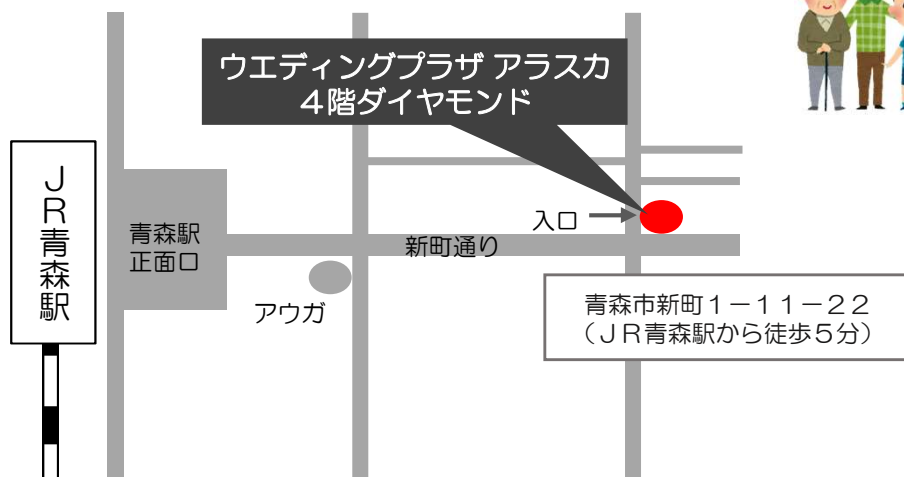 ウエディングプラザ アラスカ
４階ダイヤモンド
ＪＲ青森駅
青森駅
正面口
入口
新町通り
アウガ
青森市新町１－１１－２２
（ＪＲ青森駅から徒歩５分）